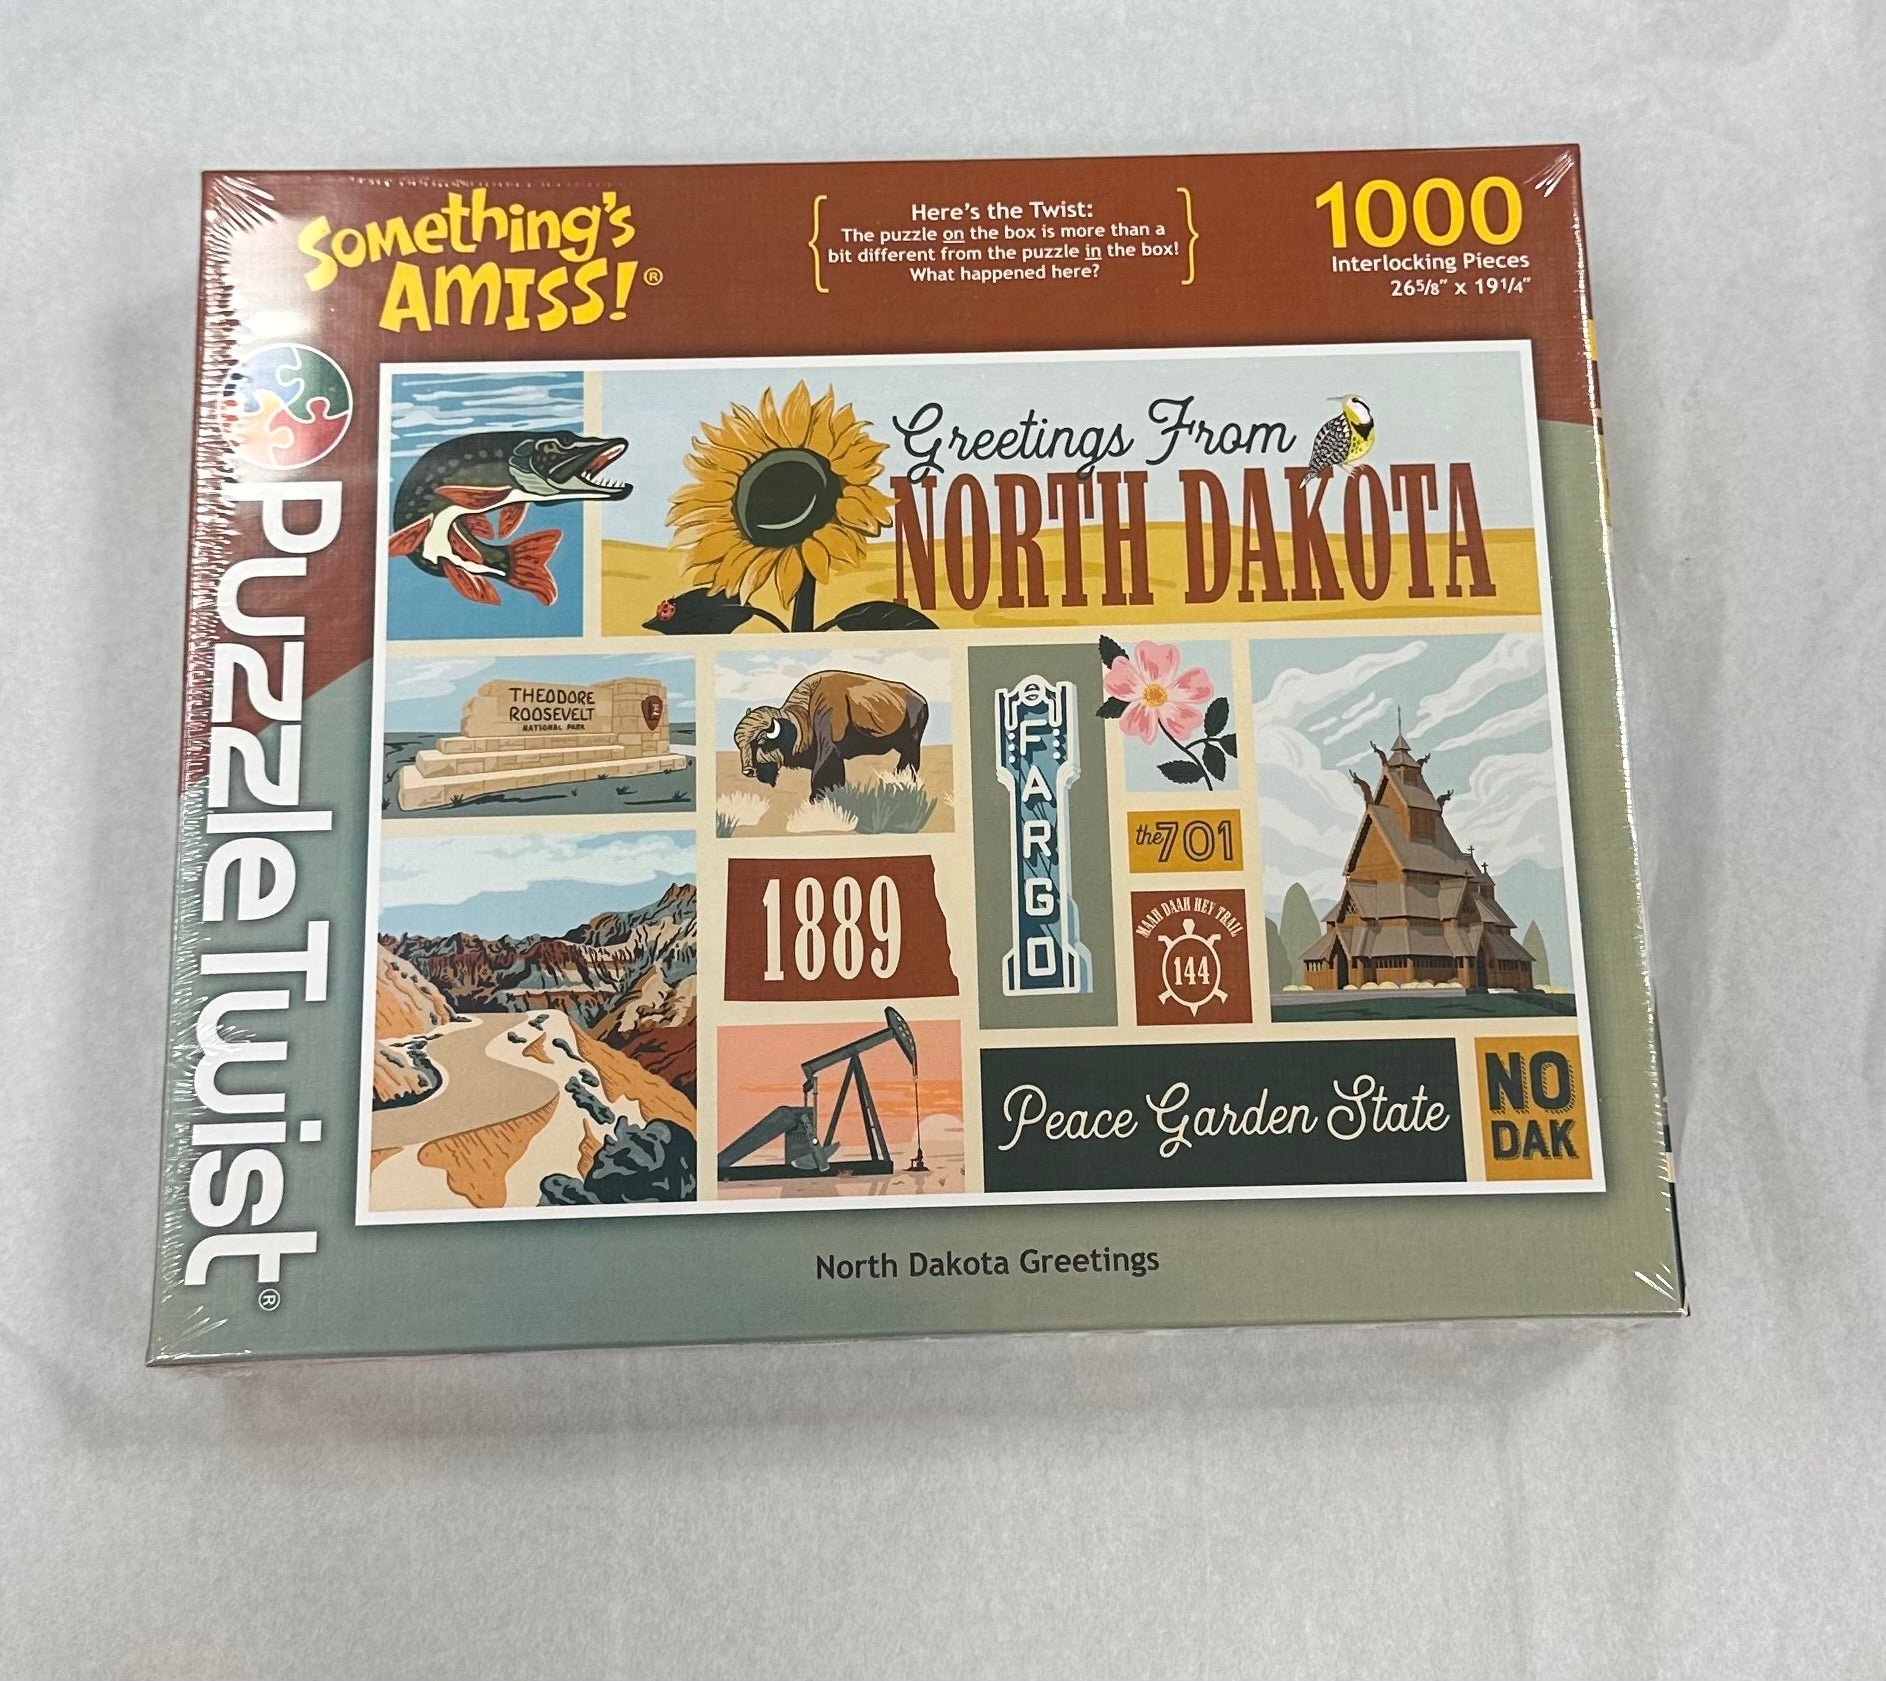 Something's
AMISS!®
Here's the Twist:
The puzzle on the box is more than a
bit different from the puzzle in the box!
What happened here?
1000
Interlocking Pieces
26 5/8" x 19 1/4"
PuzzleTwist®
Greetings From
NORTH DAKOTA
THEODORE
ROOSEVELT
NATIONAL PARK
FARGO
the 701
1889
MAAH DAAH HEY TRAIL
144
Peace Garden State
NO
DAK
North Dakota Greetings